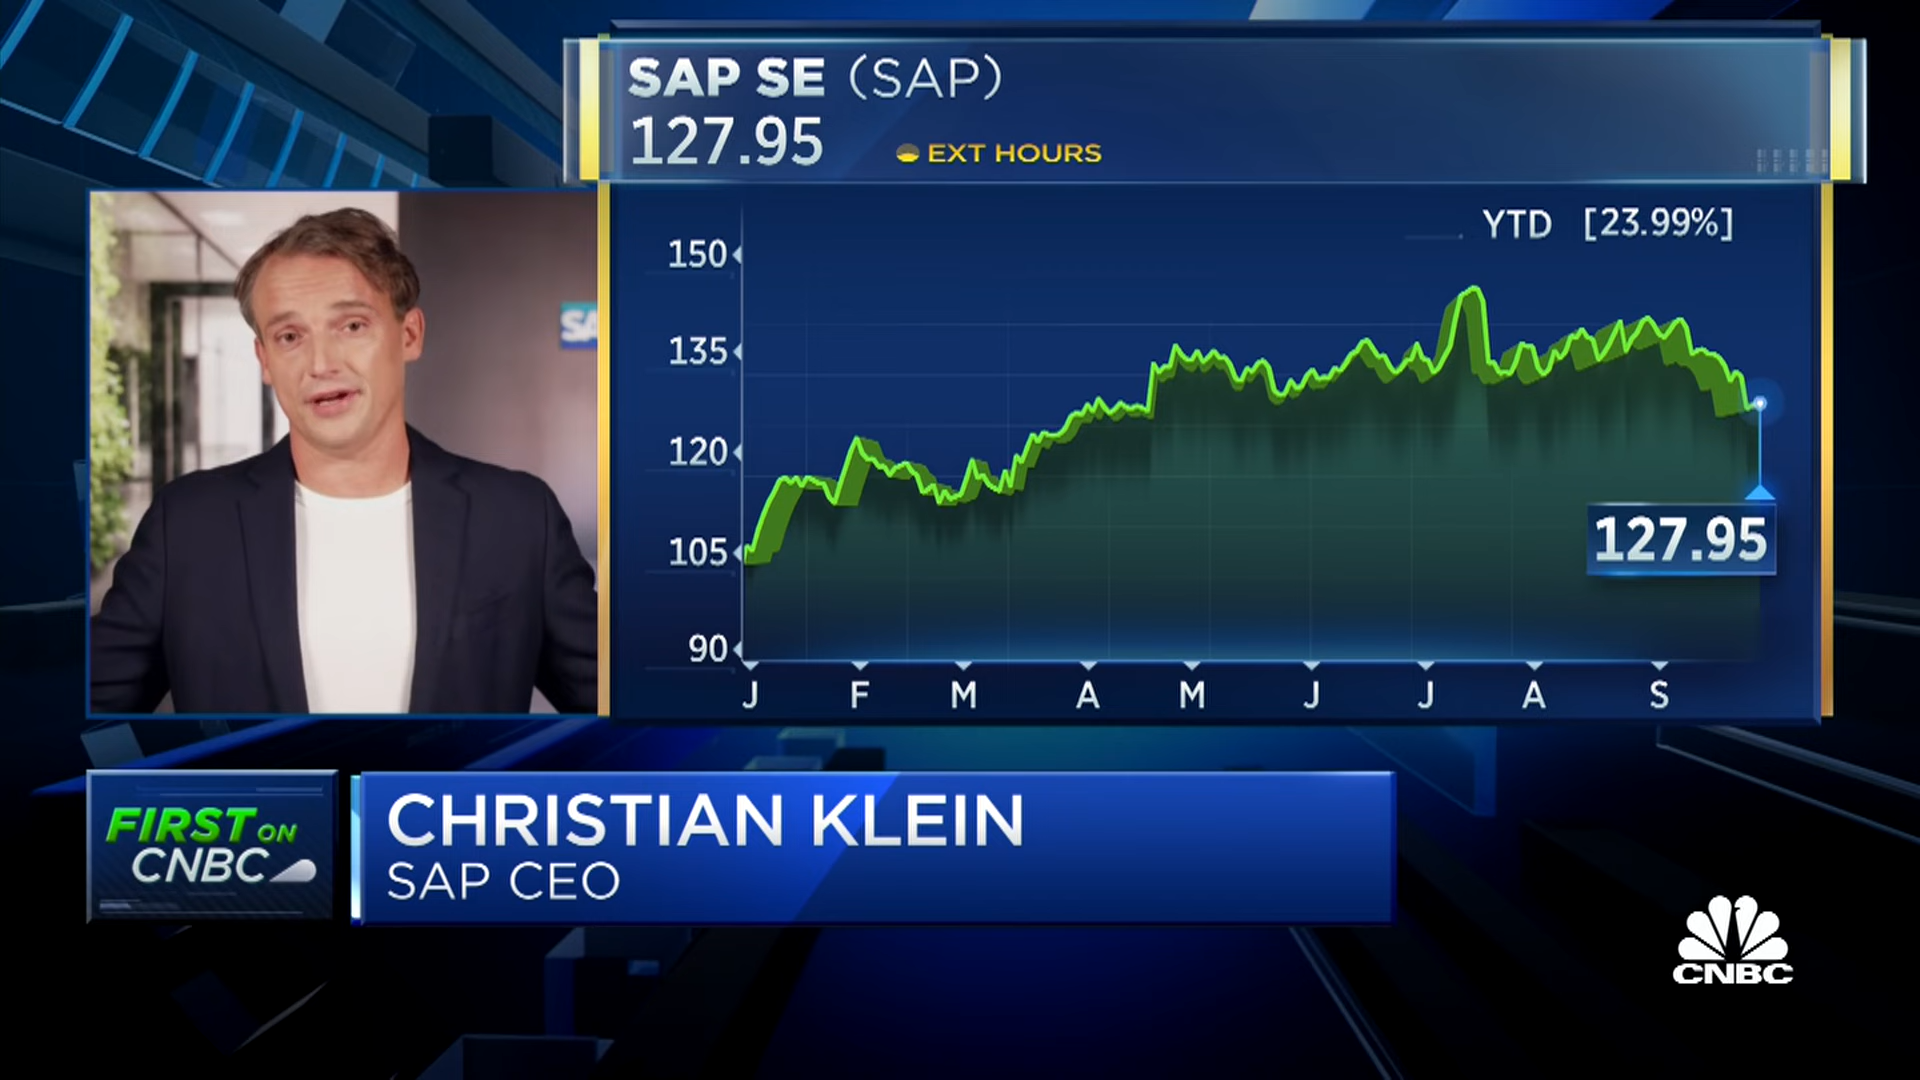 SAP SE (SAP)
127.95
EXT HOURS
YTD [23.99%]
150
135
120
105
90
J F M A M J J A S
127.95
SA
FIRST ON
CNBC
CHRISTIAN KLEIN
SAP CEO
CNBC